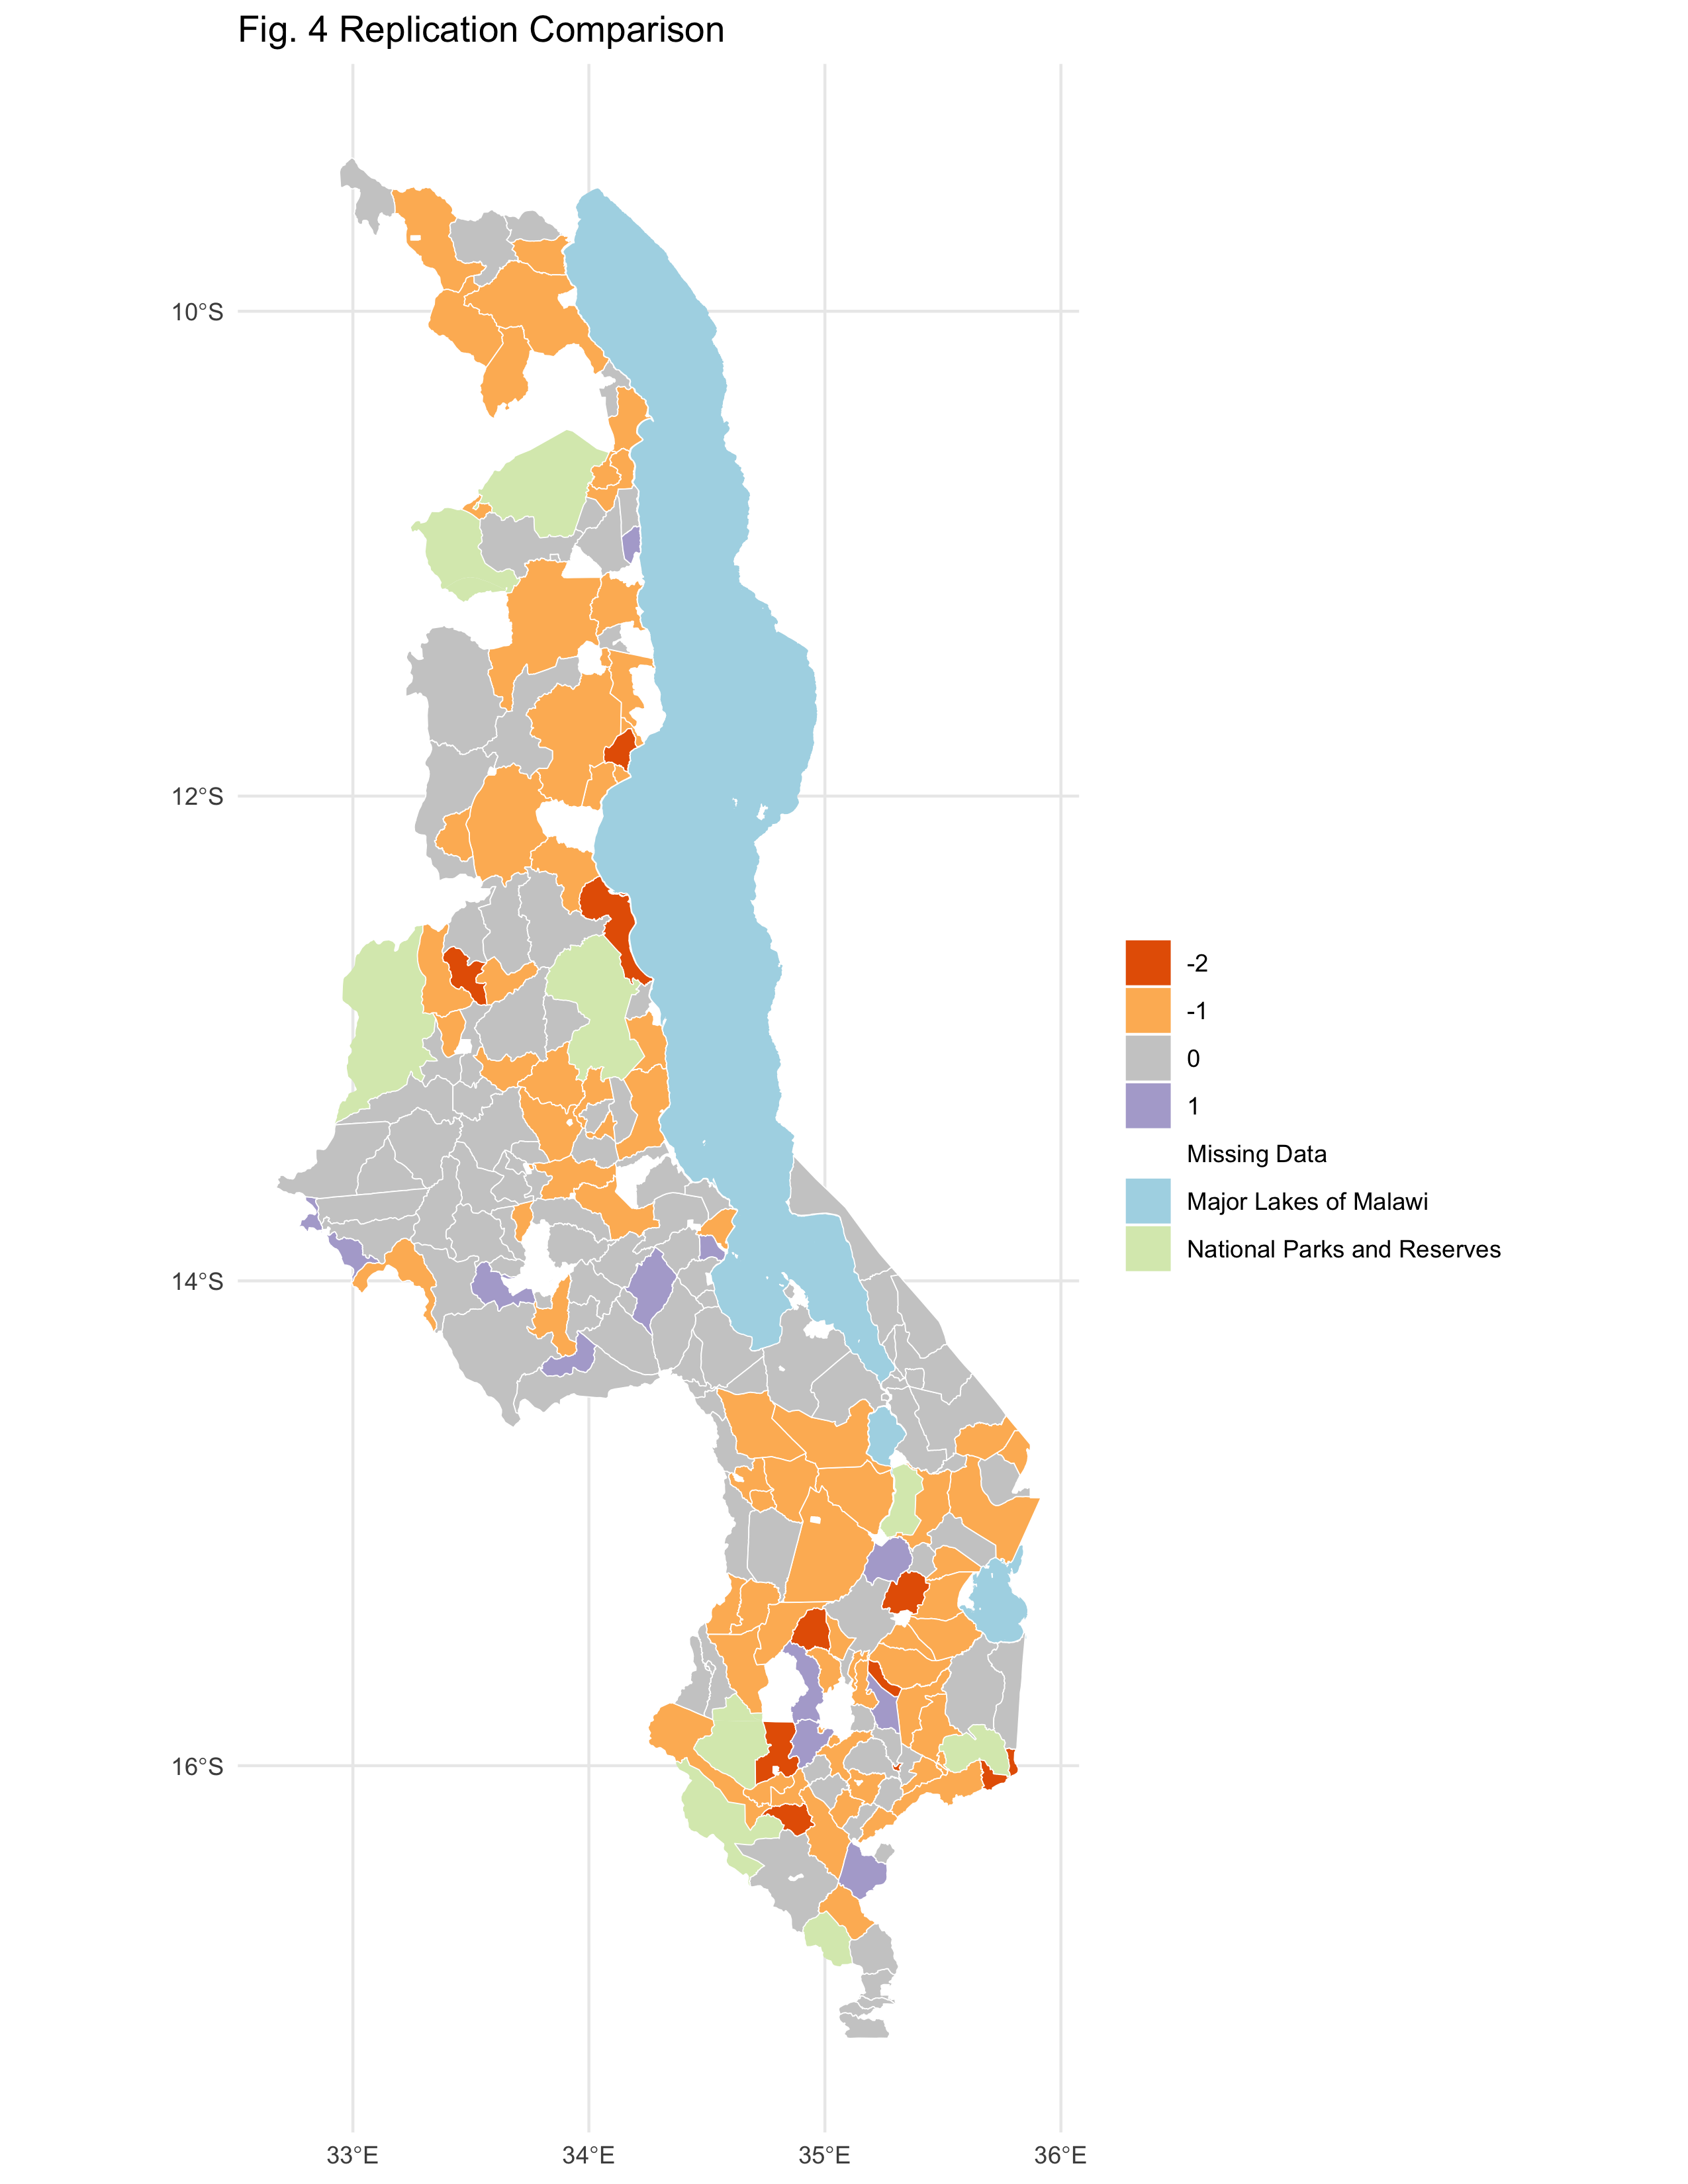 Fig. 4 Replication Comparison
10°S
12°S
14°S
16°S
33°E
34°E
35°E
36°E
-2
-1
0
1
Missing Data
Major Lakes of Malawi
National Parks and Reserves